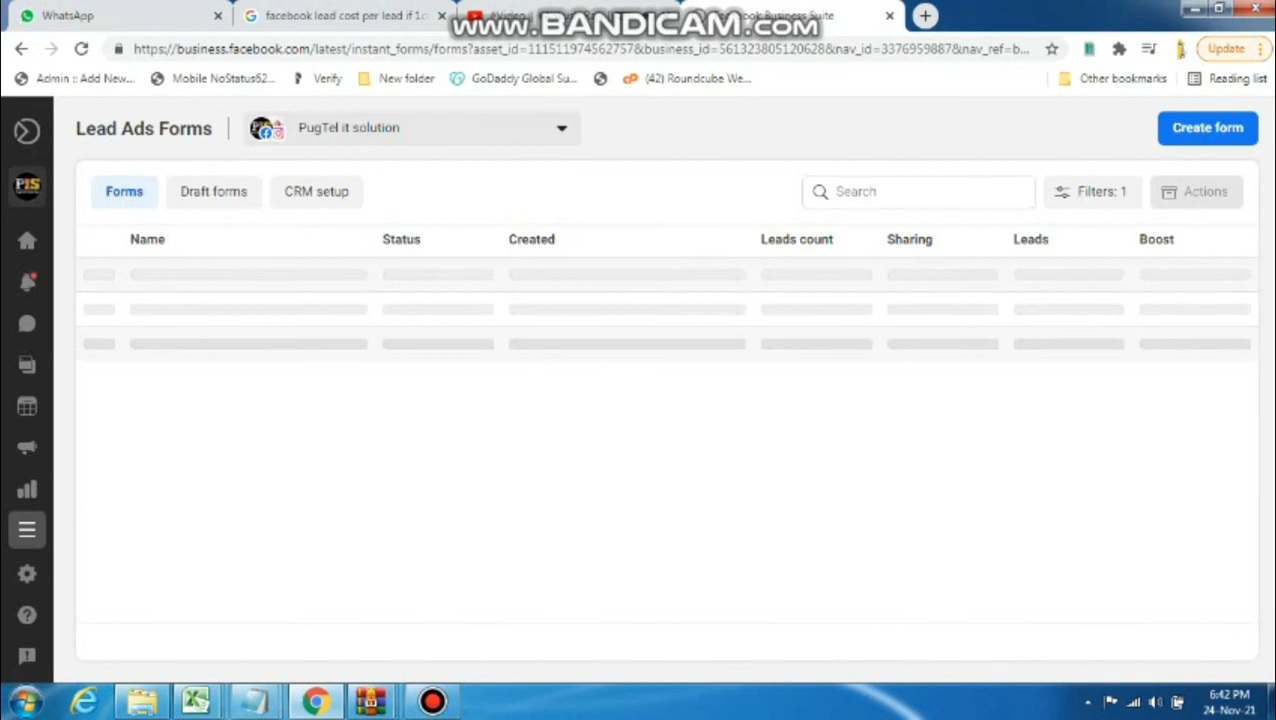 WhatsApp
facebook lead cost per lead if 1c
www.BANDICAM.com
Business Suite
https://business.facebook.com/latest/instant_forms/forms?asset_id=111511974562757&business_id=561323805120628&nav_id=3376959887&nav_ref=b...
Update
Admin :: Add New...
Mobile NoStatus62...
Verify
New folder
GoDaddy Global Su...
(42) Roundcube We...
Other bookmarks
Reading list
Lead Ads Forms
PugTel it solution
Create form
PIS
Forms
Draft forms
CRM setup
Search
Filters: 1
Actions
Name
Status
Created
Leads count
Sharing
Leads
Boost
6:42 PM
24-Nov-21